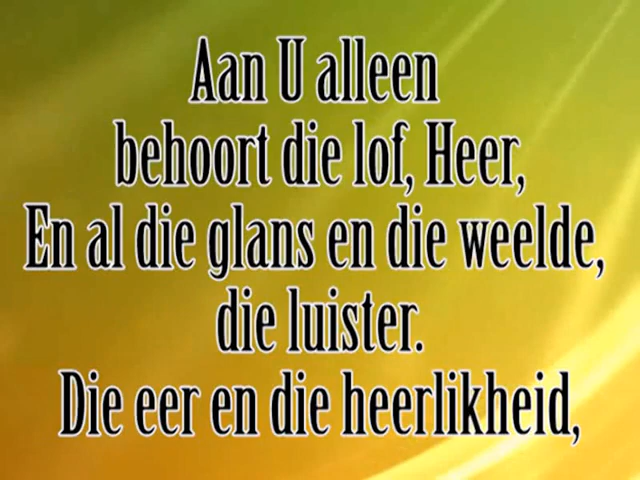 Aan U alleen
behoort die lof, Heer,
En al die glans en die weelde,
die luister.
Die eer en die heerlikheid,